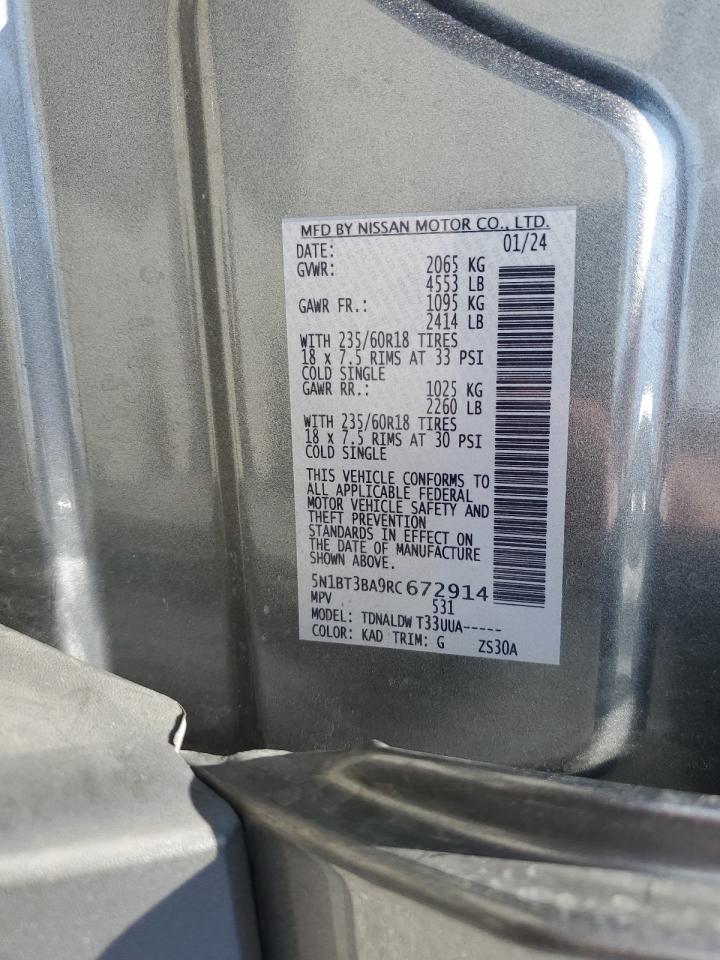 MFD BY NISSAN MOTOR CO., LTD.
DATE: 01/24
GVWR: 2065 KG
4553 LB
GAWR FR.: 1095 KG
2414 LB
WITH 235/60R18 TIRES
18 x 7.5 RIMS AT 33 PSI
COLD SINGLE
GAWR RR.: 1025 KG
2260 LB
WITH 235/60R18 TIRES
18 x 7.5 RIMS AT 30 PSI
COLD SINGLE
THIS VEHICLE CONFORMS TO
ALL APPLICABLE FEDERAL
MOTOR VEHICLE SAFETY AND
THEFT PREVENTION
STANDARDS IN EFFECT ON
THE DATE OF MANUFACTURE
SHOWN ABOVE.
5N1BT3BA9RC672914
MPV 531
MODEL: TDNALDW T33UUA-----
COLOR: KAD TRIM: G ZS30A